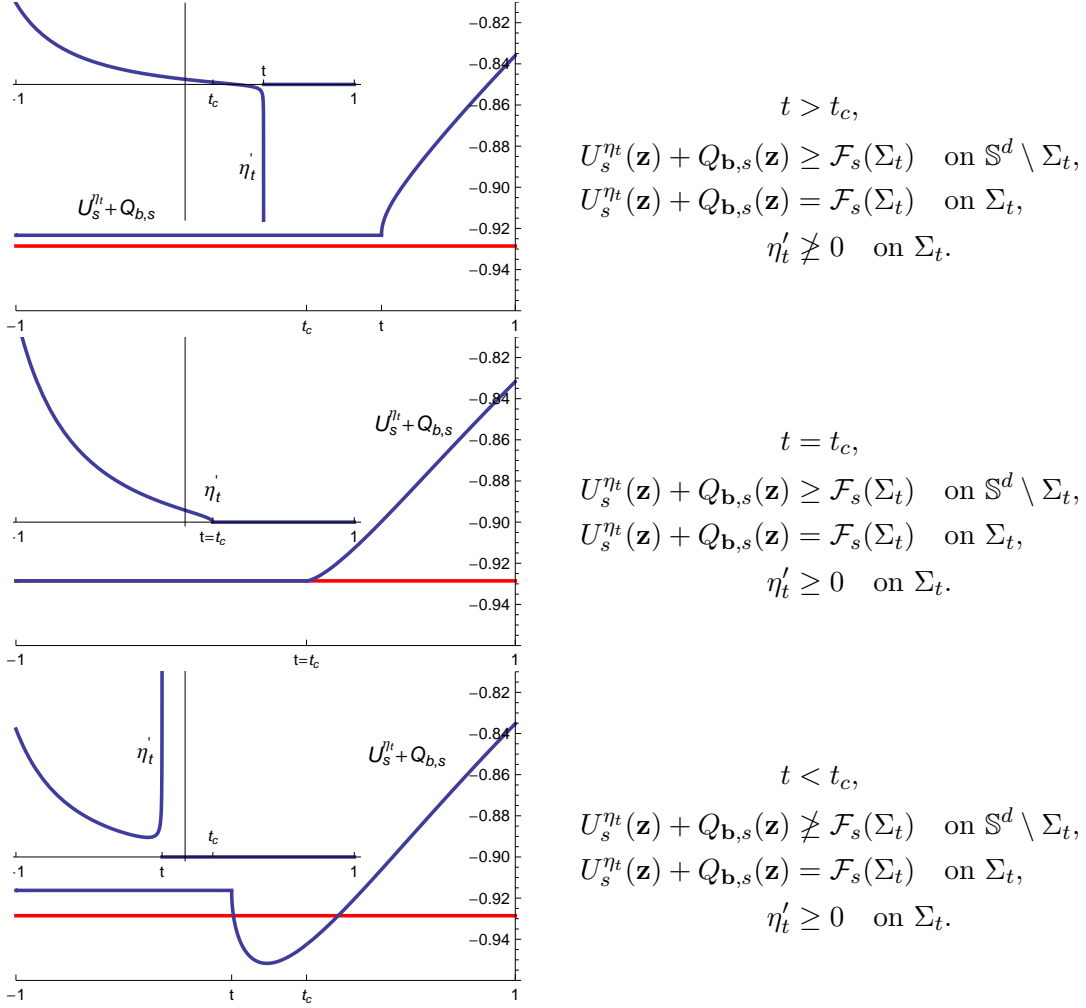 −0.82
−0.84
−0.86
−0.88
−0.90
−0.92
−0.94
-1
t_c
t
1
η_t'
U_s^{η_t}+Q_{b,s}
−1
t_c
t
1
t > t_c,
U_s^{η_t}(𝐳) + Q_{𝐛,s}(𝐳) ≥ ℱ_s(Σ_t) on 𝕊^d \ Σ_t,
U_s^{η_t}(𝐳) + Q_{𝐛,s}(𝐳) = ℱ_s(Σ_t) on Σ_t,
η_t′ ≱ 0 on Σ_t.
−0.82
−0.84
−0.86
−0.88
−0.90
−0.92
−0.94
U_s^{η_t}+Q_{b,s}
η_t'
-1
t=t_c
1
−1
t=t_c
1
t = t_c,
U_s^{η_t}(𝐳) + Q_{𝐛,s}(𝐳) ≥ ℱ_s(Σ_t) on 𝕊^d \ Σ_t,
U_s^{η_t}(𝐳) + Q_{𝐛,s}(𝐳) = ℱ_s(Σ_t) on Σ_t,
η_t′ ≥ 0 on Σ_t.
−0.82
−0.84
−0.86
−0.88
−0.90
−0.92
−0.94
η_t'
U_s^{η_t}+Q_{b,s}
-1
t
t_c
1
−1
t
t_c
1
t < t_c,
U_s^{η_t}(𝐳) + Q_{𝐛,s}(𝐳) ≱ ℱ_s(Σ_t) on 𝕊^d \ Σ_t,
U_s^{η_t}(𝐳) + Q_{𝐛,s}(𝐳) = ℱ_s(Σ_t) on Σ_t,
η_t′ ≥ 0 on Σ_t.